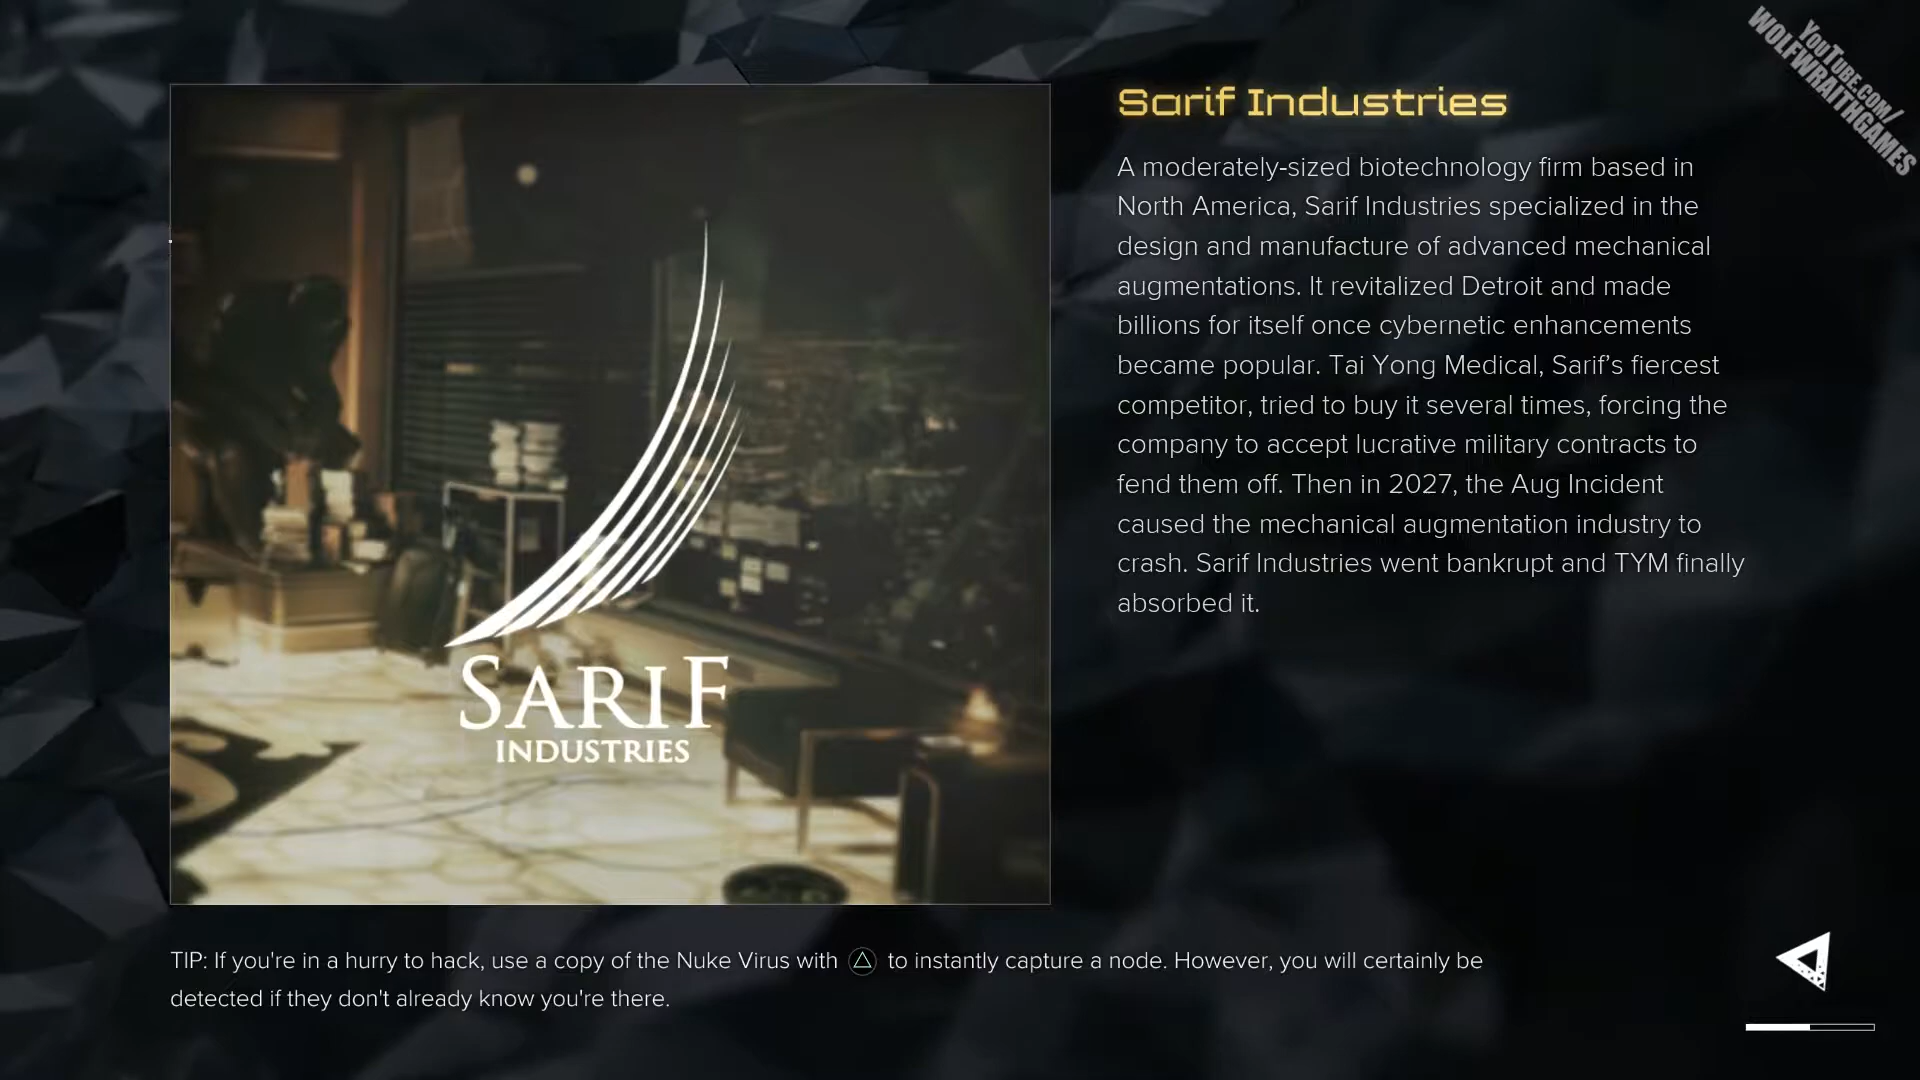 YouTube.com/
WOLFWRAITHGAMES
Sarif Industries
A moderately-sized biotechnology firm based in
North America, Sarif Industries specialized in the
design and manufacture of advanced mechanical
augmentations. It revitalized Detroit and made
billions for itself once cybernetic enhancements
became popular. Tai Yong Medical, Sarif’s fiercest
competitor, tried to buy it several times, forcing the
company to accept lucrative military contracts to
fend them off. Then in 2027, the Aug Incident
caused the mechanical augmentation industry to
crash. Sarif Industries went bankrupt and TYM finally
absorbed it.
SARIF
INDUSTRIES
TIP: If you're in a hurry to hack, use a copy of the Nuke Virus with to instantly capture a node. However, you will certainly be
detected if they don't already know you're there.